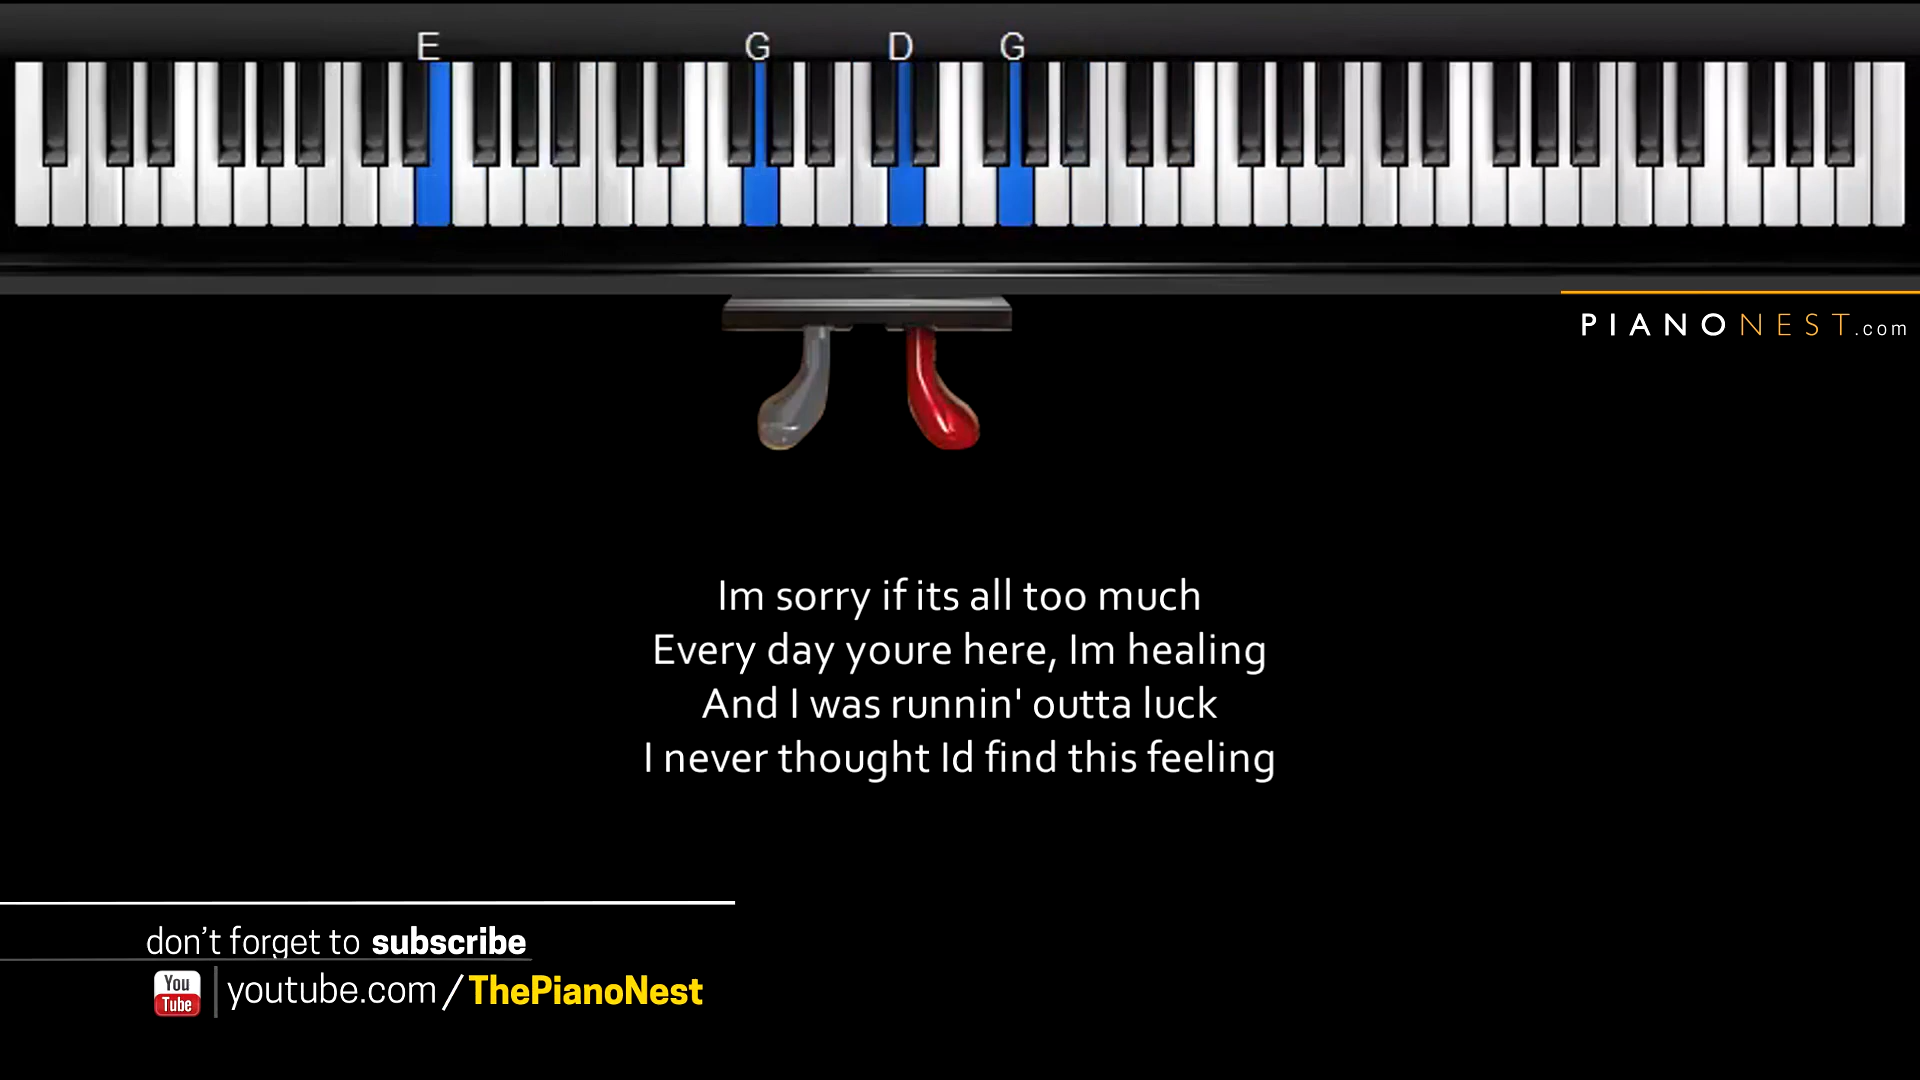 E G D G
PIANONEST.com
Im sorry if its all too much
Every day youre here, Im healing
And I was runnin' outta luck
I never thought Id find this feeling
don't forget to subscribe
You
Tube
youtube.com/ThePianoNest